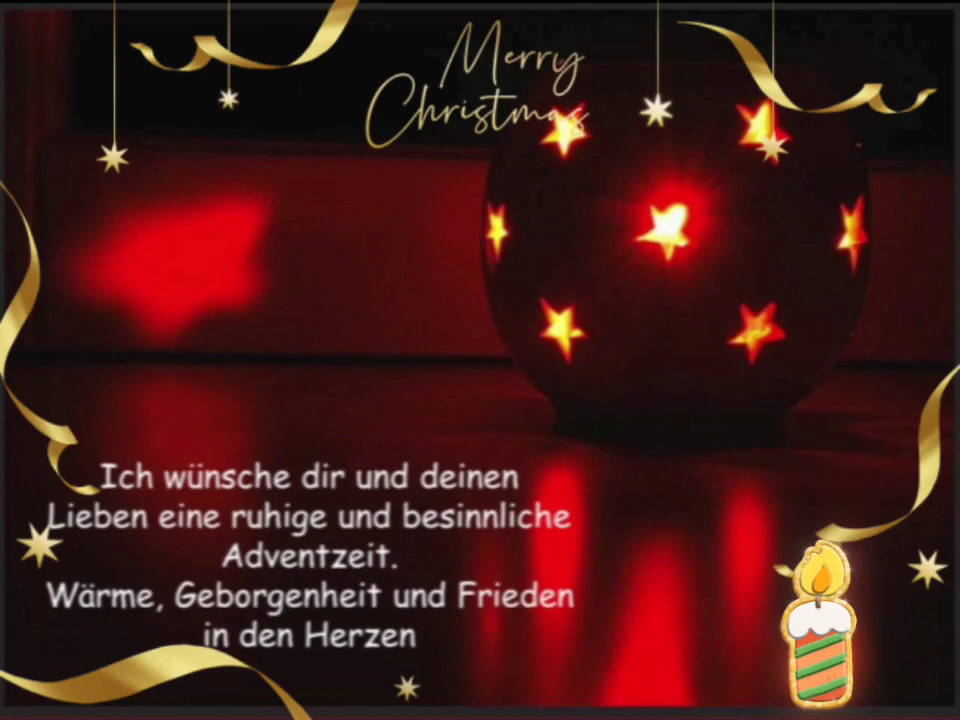 Merry
Christmas
Ich wünsche dir und deinen
Lieben eine ruhige und besinnliche
Adventzeit.
Wärme, Geborgenheit und Frieden
in den Herzen